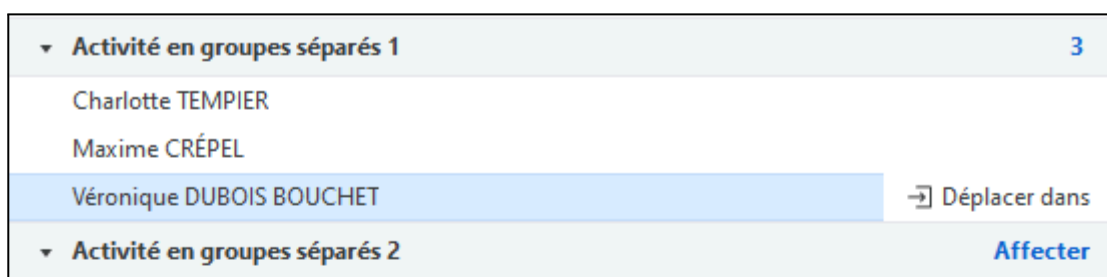 Activité en groupes séparés 1 3
Charlotte TEMPIER
Maxime CRÉPEL
Véronique DUBOIS BOUCHET Déplacer dans
Activité en groupes séparés 2 Affecter